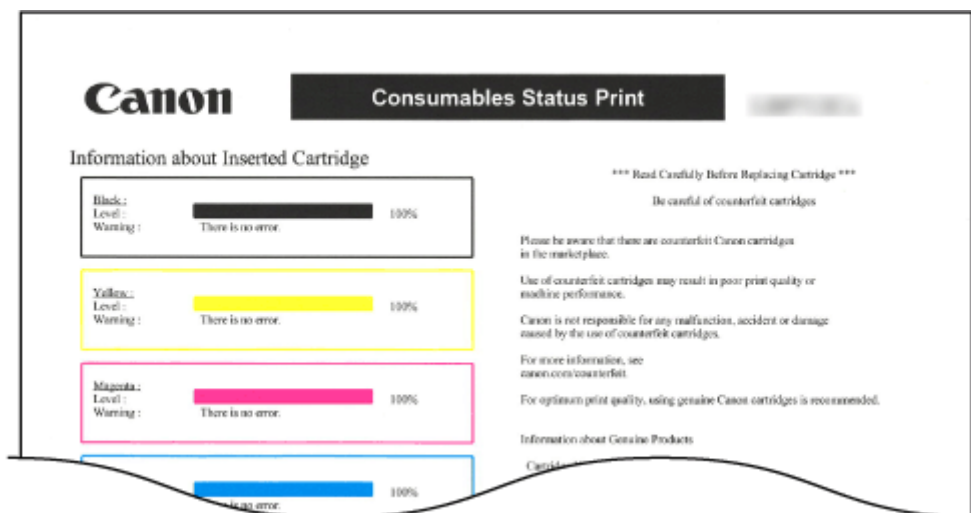 Canon
Consumables Status Print
Information about Inserted Cartridge
Black :
Level :
100%
Warning :
There is no error.
Yellow :
Level :
100%
Warning :
There is no error.
Magenta :
Level :
100%
Warning :
There is no error.
100%
is no error.
*** Read Carefully Before Replacing Cartridge ***
Be careful of counterfeit cartridges
Please be aware that there are counterfeit Canon cartridges
in the marketplace.
Use of counterfeit cartridges may result in poor print quality or
machine performance.
Canon is not responsible for any malfunction, accident or damage
caused by the use of counterfeit cartridges.
For more information, see
canon.com/counterfeit
For optimum print quality, using genuine Canon cartridges is recommended.
Information about Genuine Products